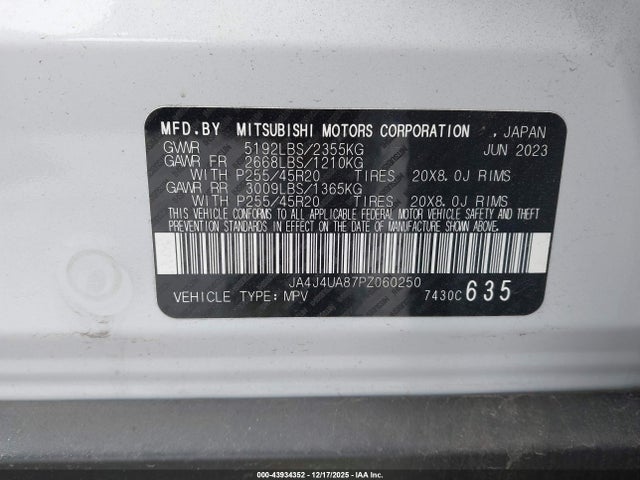 MFD.BY MITSUBISHI MOTORS CORPORATION , JAPAN
GVWR 5192LBS/2355KG JUN 2023
GAWR FR 2668LBS/1210KG
WITH P255/45R20 TIRES 20X8.0J RIMS
GAWR RR 3009LBS/1365KG
WITH P255/45R20 TIRES 20X8.0J RIMS
THIS VEHICLE CONFORMS TO ALL APPLICABLE FEDERAL MOTOR VEHICLE SAFETY AND THEFT
PREVENTION STANDARDS IN EFFECT ON THE DATE OF MANUFACTURE SHOWN ABOVE.
JA4J4UA87PZ060250
VEHICLE TYPE: MPV 7430C 635
000-43934352 | 12/17/2025 - IAA Inc.